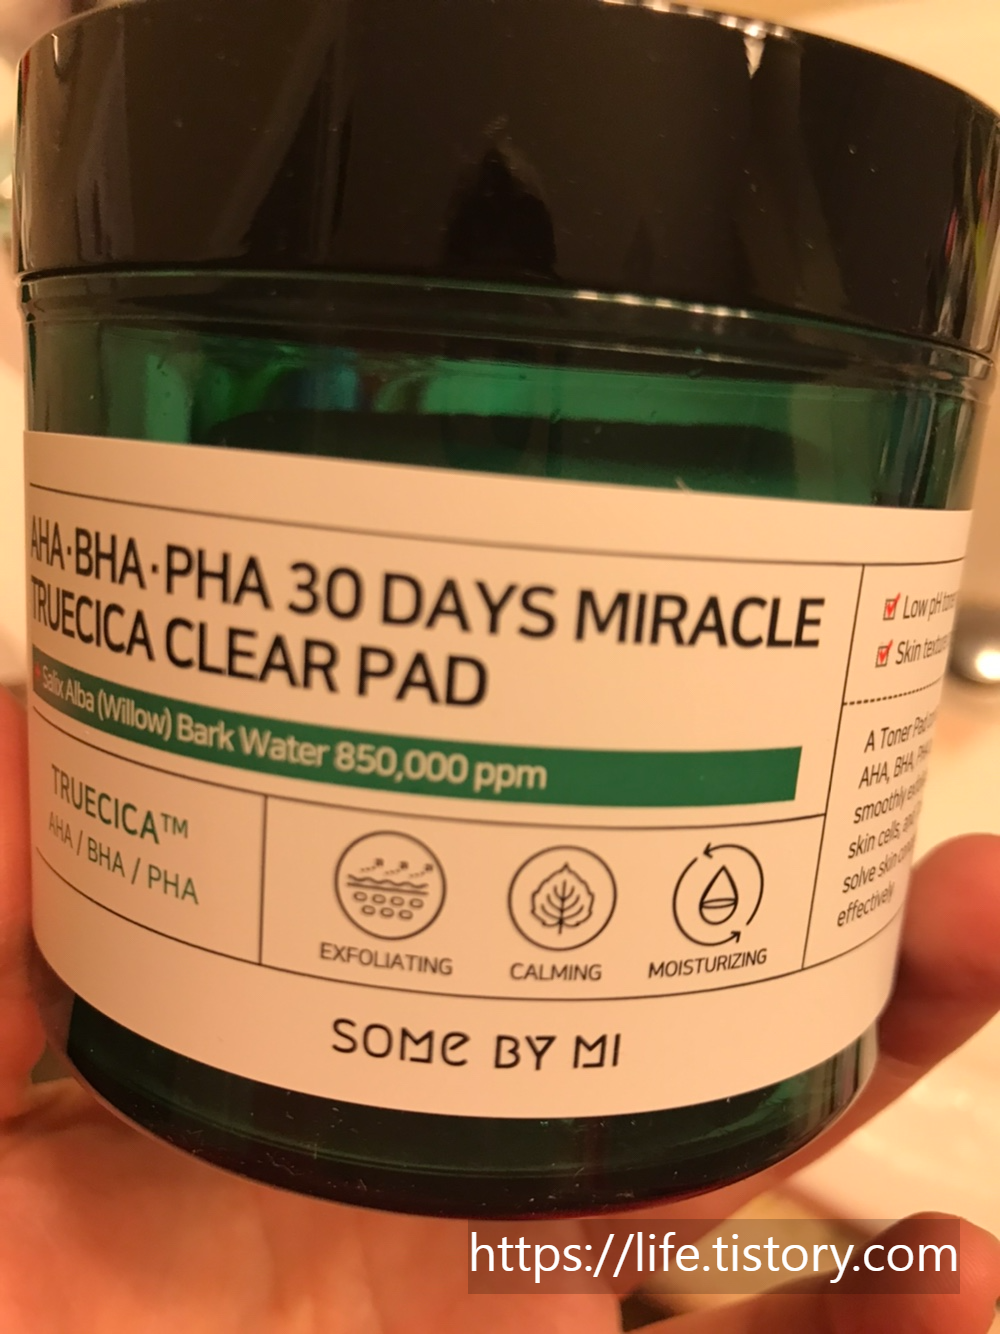 AHA·BHA·PHA 30 DAYS MIRACLE
TRUECICA CLEAR PAD
+ Salix Alba (Willow) Bark Water 850,000 ppm
TRUECICA™
AHA / BHA / PHA
EXFOLIATING
CALMING
MOISTURIZING
SOME BY MI
Low pH
Skin texture
A Toner Pad
AHA, BHA,
smoothly
skin cells,
solve skin
effectively
https://life.tistory.com